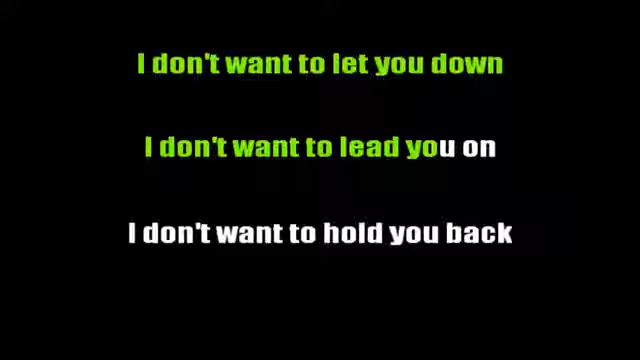 I don't want to let you down
I don't want to lead you on
I don't want to hold you back